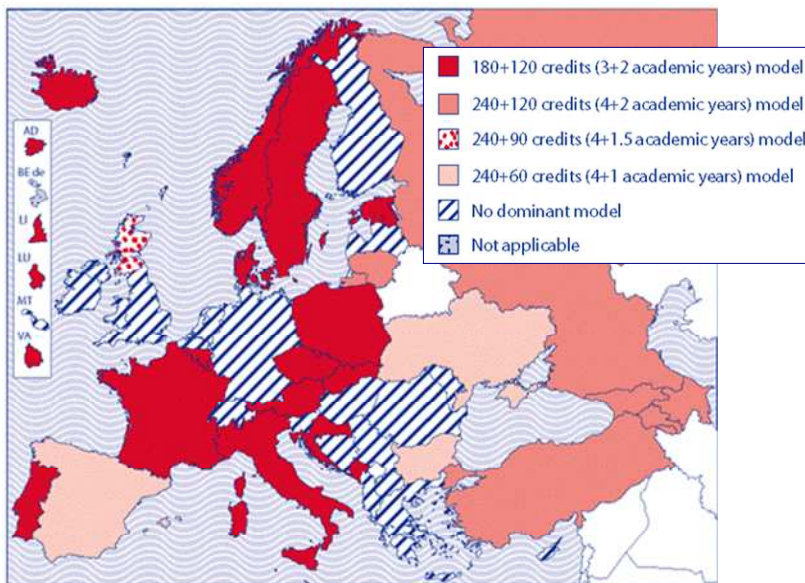 180+120 credits (3+2 academic years) model
240+120 credits (4+2 academic years) model
240+90 credits (4+1.5 academic years) model
240+60 credits (4+1 academic years) model
No dominant model
Not applicable
AD
BE de
LI
LU
MT
VA